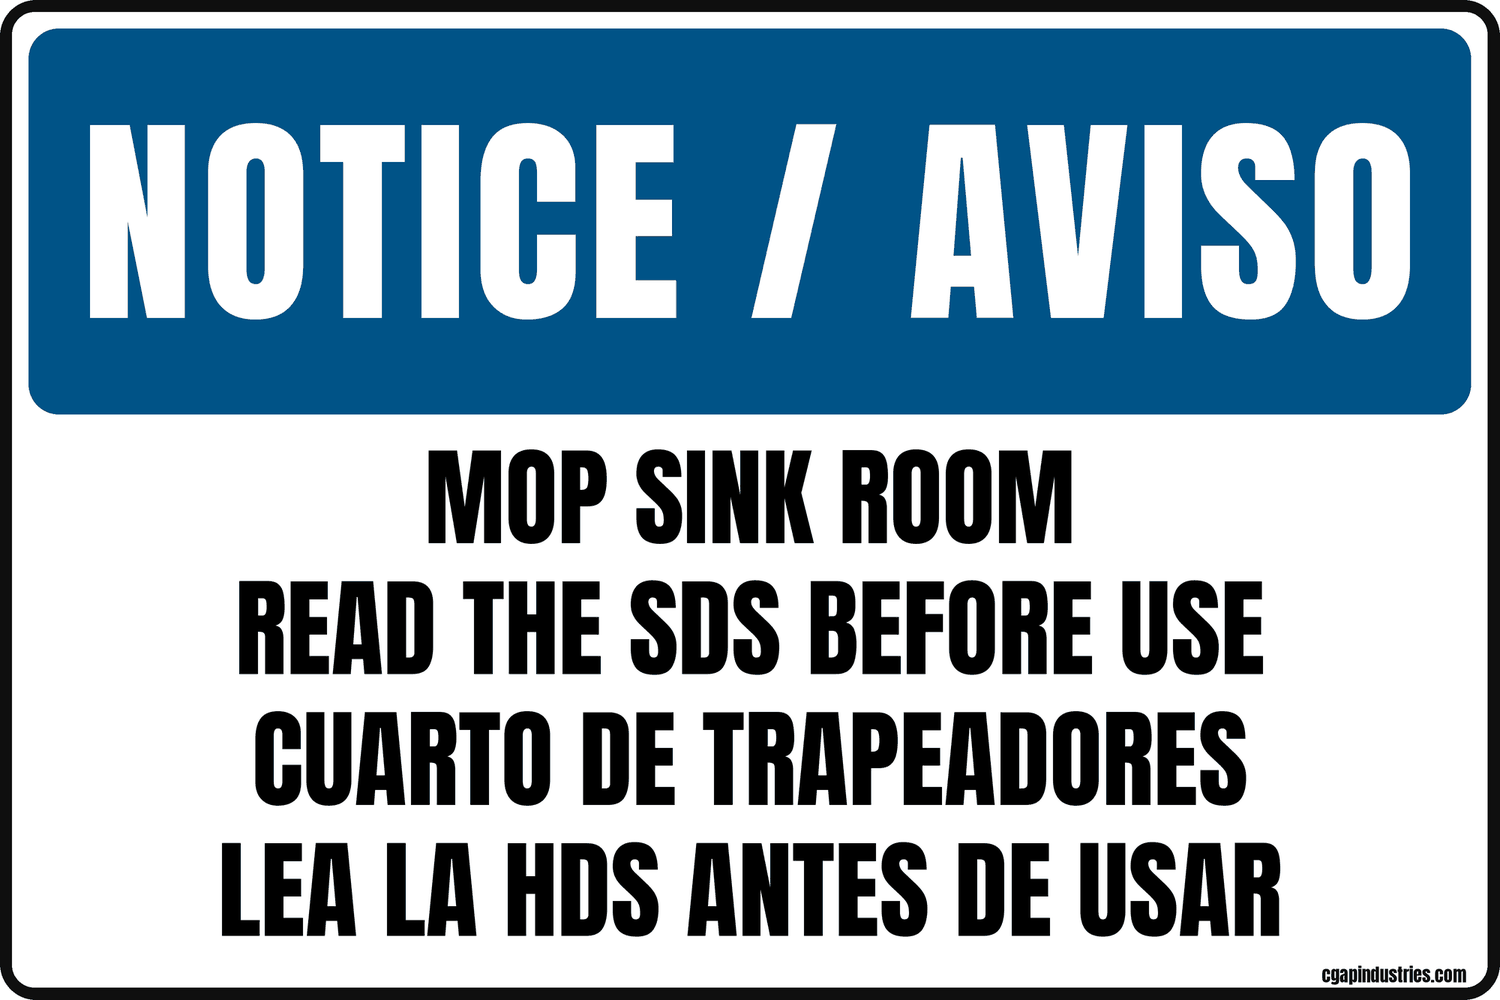 NOTICE / AVISO
MOP SINK ROOM
READ THE SDS BEFORE USE
CUARTO DE TRAPEADORES
LEA LA HDS ANTES DE USAR
cgapindustries.com